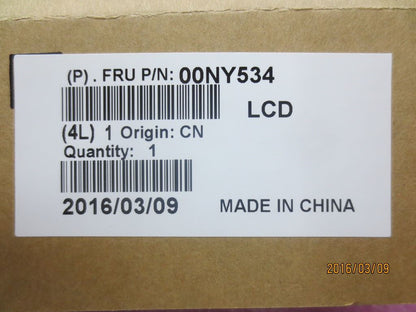 (P) . FRU P/N: 00NY534
LCD
(4L) 1 Origin: CN
Quantity: 1
2016/03/09 MADE IN CHINA
2016/03/09